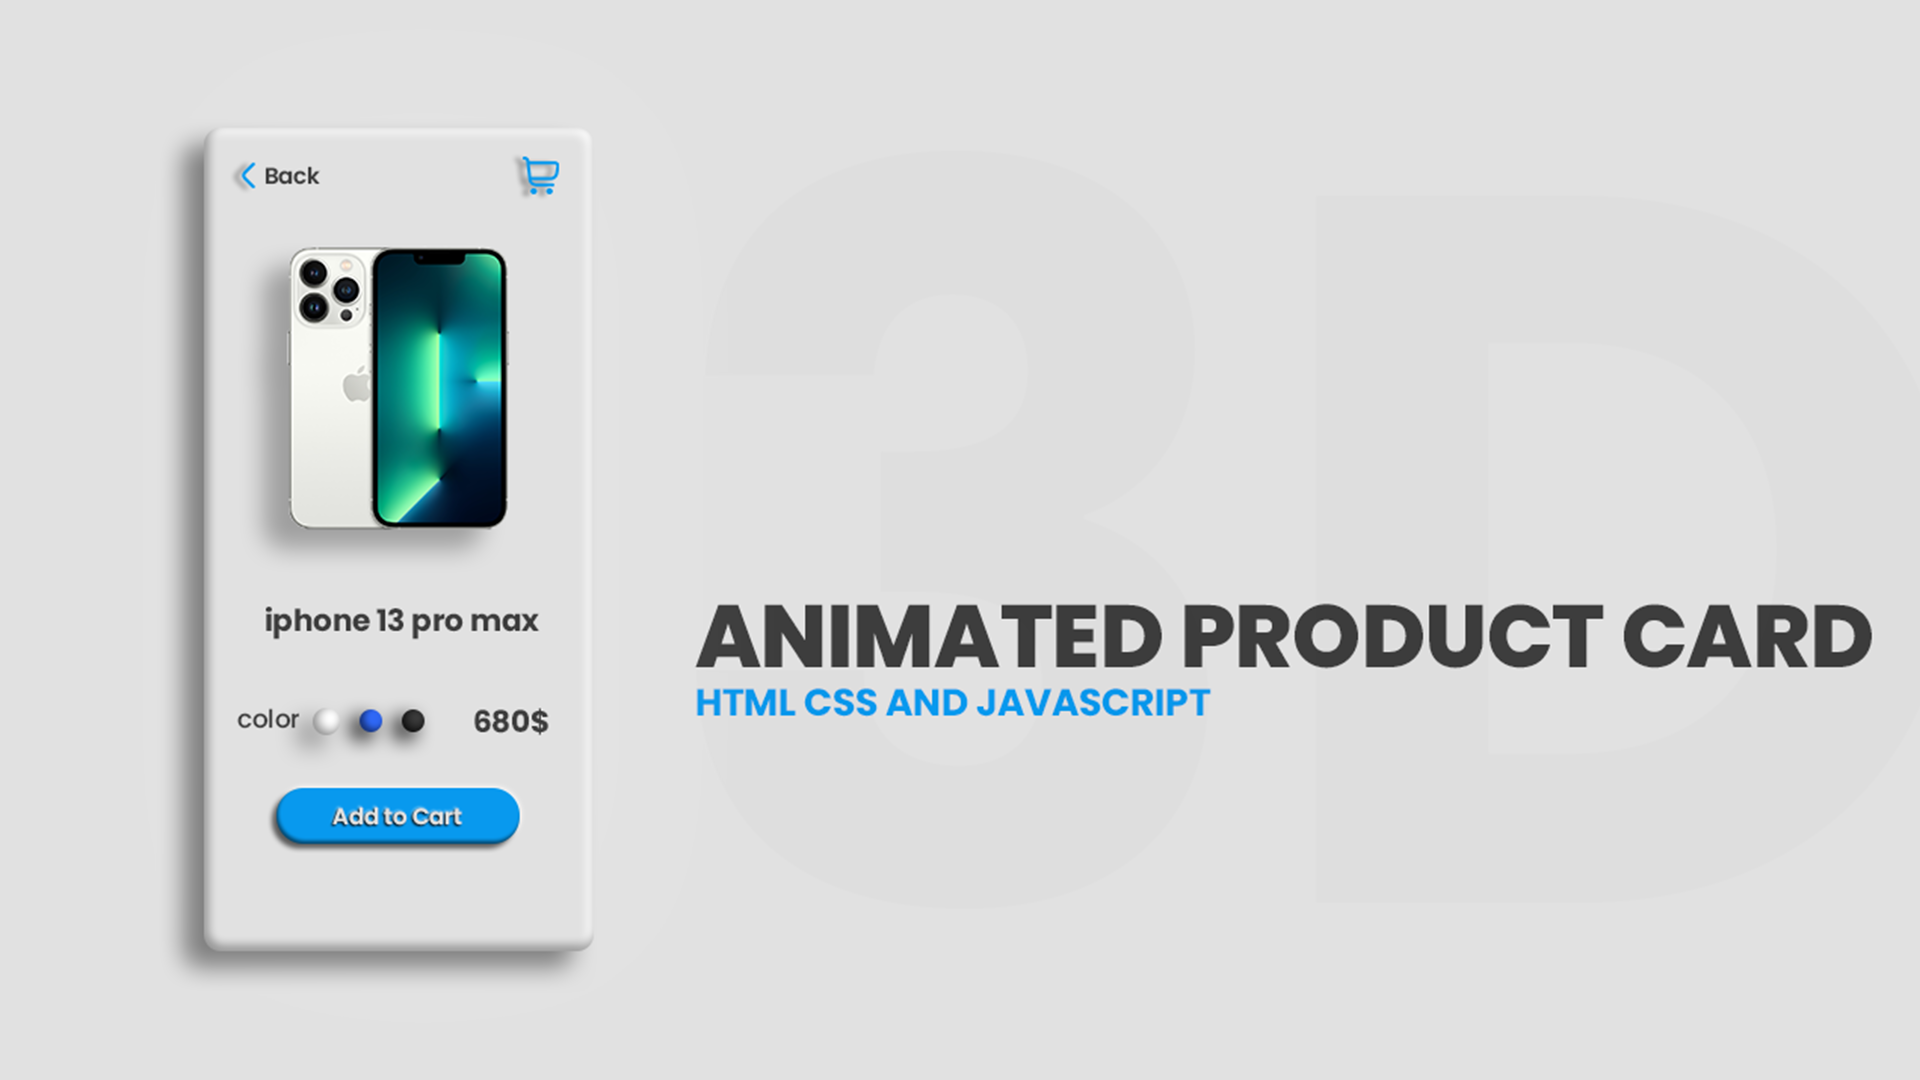 Back
iphone 13 pro max
color
680$
Add to Cart
3D
ANIMATED PRODUCT CARD
HTML CSS AND JAVASCRIPT